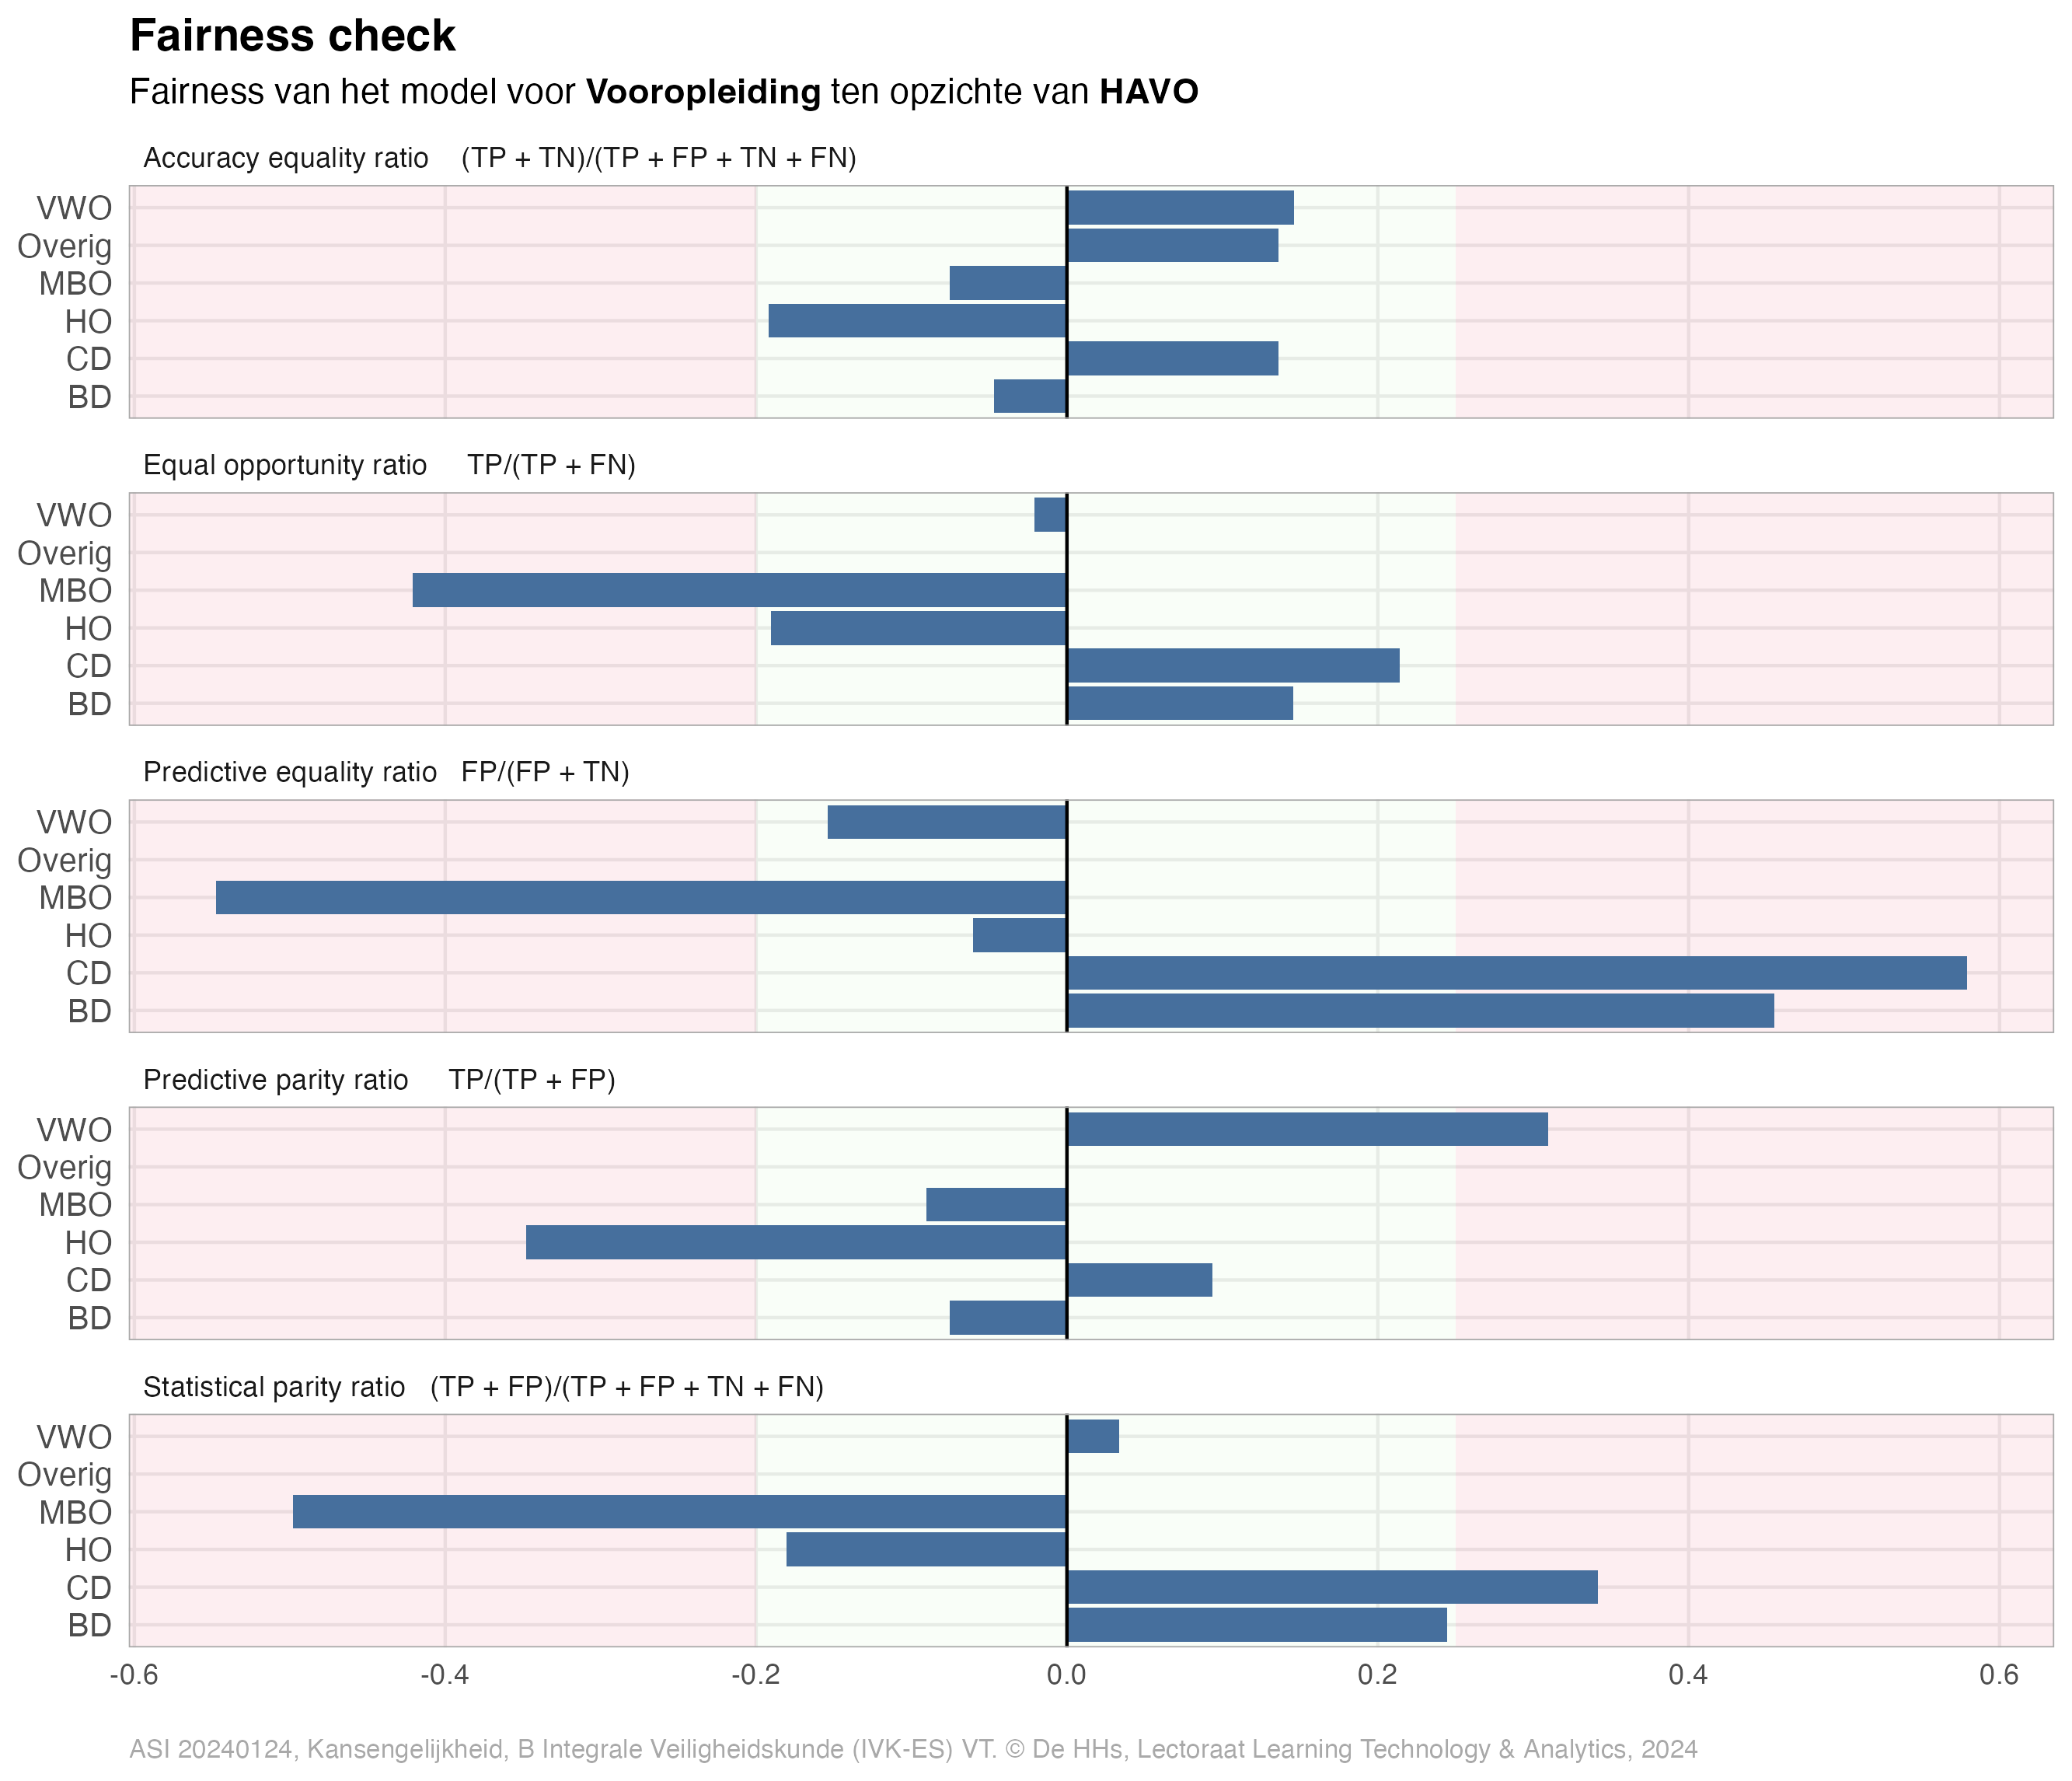 Fairness check
Fairness van het model voor Vooropleiding ten opzichte van HAVO
Accuracy equality ratio (TP + TN)/(TP + FP + TN + FN)
VWO
Overig
MBO
HO
CD
BD
Equal opportunity ratio TP/(TP + FN)
VWO
Overig
MBO
HO
CD
BD
Predictive equality ratio FP/(FP + TN)
VWO
Overig
MBO
HO
CD
BD
Predictive parity ratio TP/(TP + FP)
VWO
Overig
MBO
HO
CD
BD
Statistical parity ratio (TP + FP)/(TP + FP + TN + FN)
VWO
Overig
MBO
HO
CD
BD
-0.6 -0.4 -0.2 0.0 0.2 0.4 0.6
ASI 20240124, Kansengelijkheid, B Integrale Veiligheidskunde (IVK-ES) VT. © De HHs, Lectoraat Learning Technology & Analytics, 2024